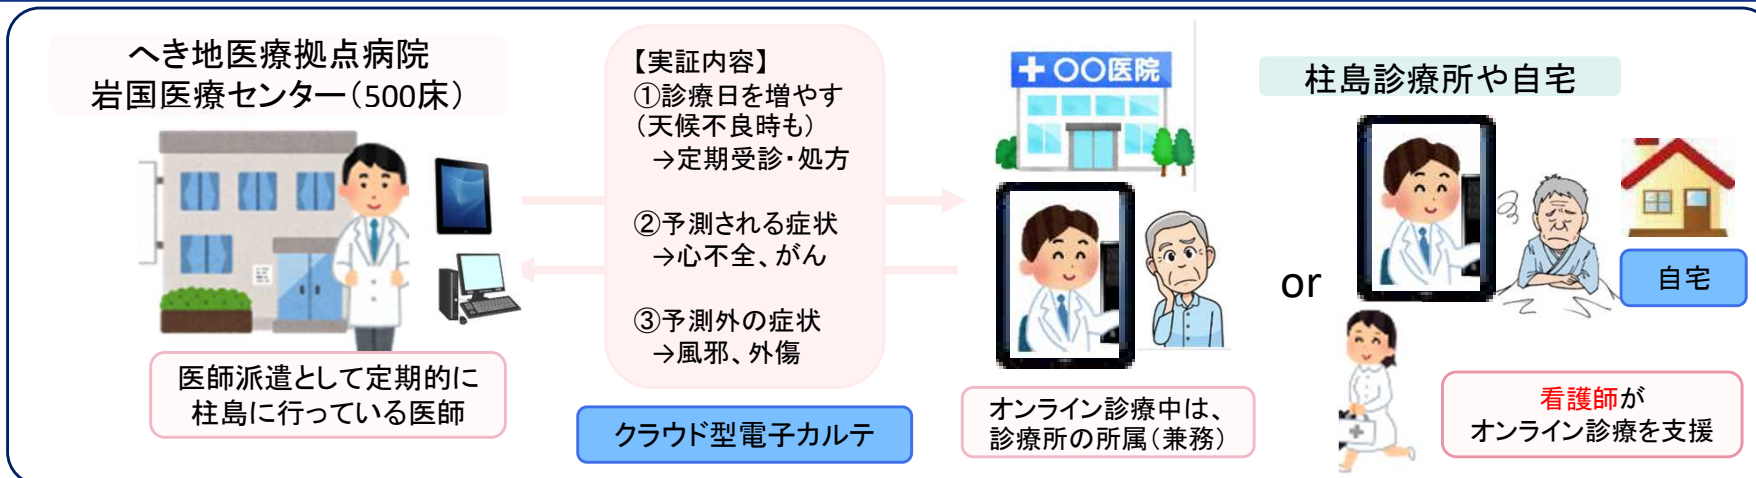 へき地医療拠点病院
岩国医療センター（500床）
医師派遣として定期的に
柱島に行っている医師
【実証内容】
①診療日を増やす
（天候不良時も）
→定期受診・処方
②予測される症状
→心不全、がん
③予測外の症状
→風邪、外傷
クラウド型電子カルテ
〇〇医院
オンライン診療中は、
診療所の所属（兼務）
or
柱島診療所や自宅
自宅
看護師が
オンライン診療を支援